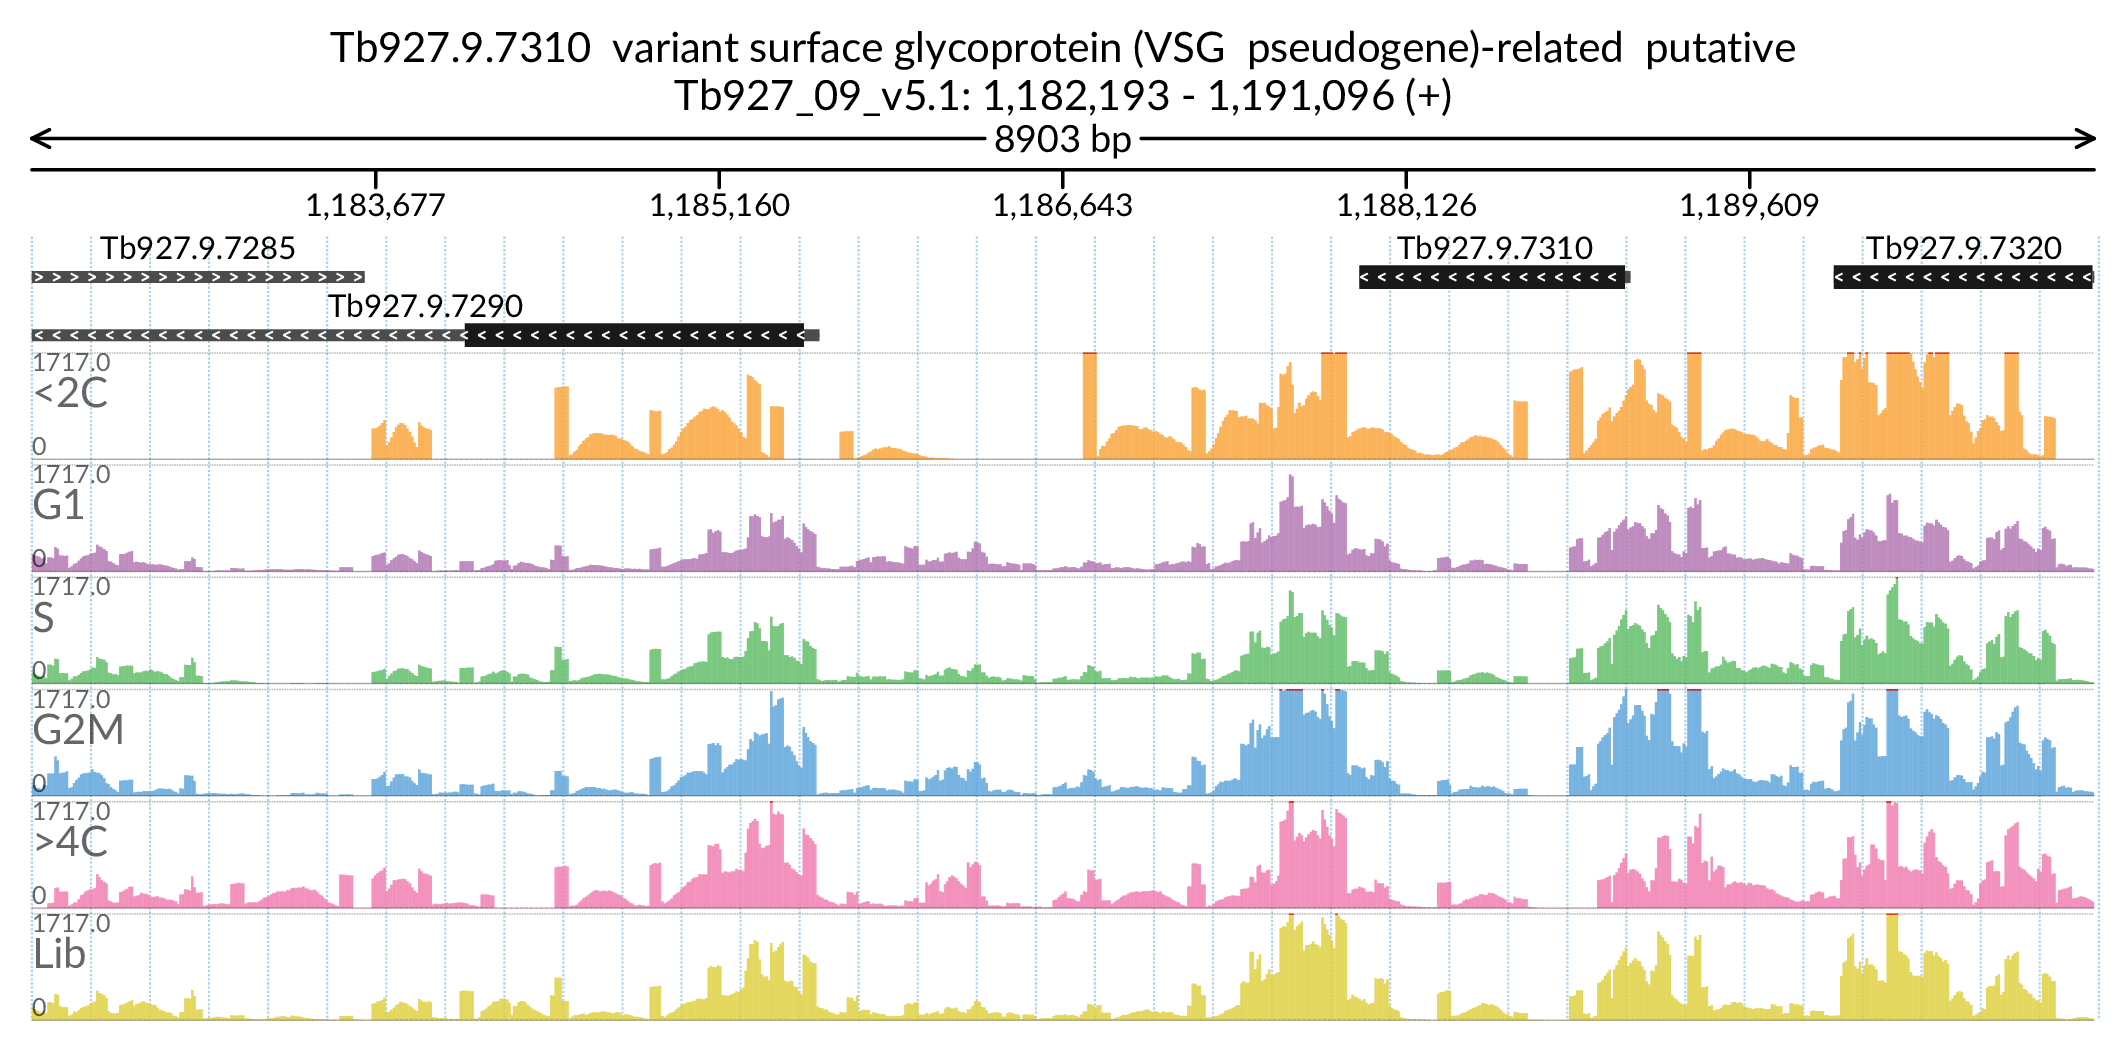 Tb927.9.7310  variant surface glycoprotein (VSG  pseudogene)-related  putative
Tb927_09_v5.1: 1,182,193 - 1,191,096 (+)
8903 bp
1,183,677 1,185,160 1,186,643 1,188,126 1,189,609
Tb927.9.7285 Tb927.9.7310 Tb927.9.7320
Tb927.9.7290
1717.0
<2C
0
1717.0
G1
0
1717.0
S
0
1717.0
G2M
0
1717.0
>4C
0
1717.0
Lib
0